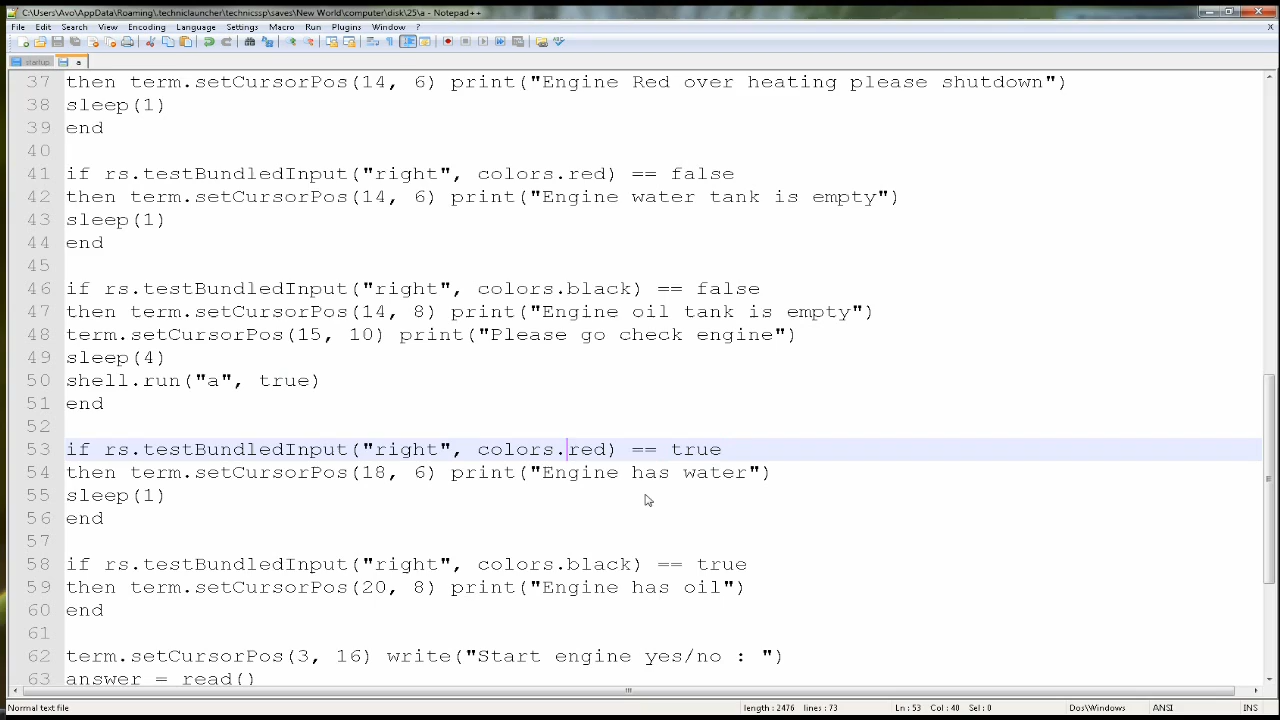 C:\Users\Avo\AppData\Roaming\.techniclauncher\technicssp\saves\New World\computer\disk\25\a - Notepad++
File Edit Search View Encoding Language Settings Macro Run Plugins Window ? X
startup a
37 then term.setCursorPos(14, 6) print("Engine Red over heating please shutdown")
38 sleep(1)
39 end
40
41 if rs.testBundledInput("right", colors.red) == false
42 then term.setCursorPos(14, 6) print("Engine water tank is empty")
43 sleep(1)
44 end
45
46 if rs.testBundledInput("right", colors.black) == false
47 then term.setCursorPos(14, 8) print("Engine oil tank is empty")
48 term.setCursorPos(15, 10) print("Please go check engine")
49 sleep(4)
50 shell.run("a", true)
51 end
52
53 if rs.testBundledInput("right", colors.red) == true
54 then term.setCursorPos(18, 6) print("Engine has water")
55 sleep(1)
56 end
57
58 if rs.testBundledInput("right", colors.black) == true
59 then term.setCursorPos(20, 8) print("Engine has oil")
60 end
61
62 term.setCursorPos(3, 16) write("Start engine yes/no : ")
63 answer = read()
Normal text file length : 2476 lines : 73 Ln : 53 Col : 40 Sel : 0 Dos\Windows ANSI INS